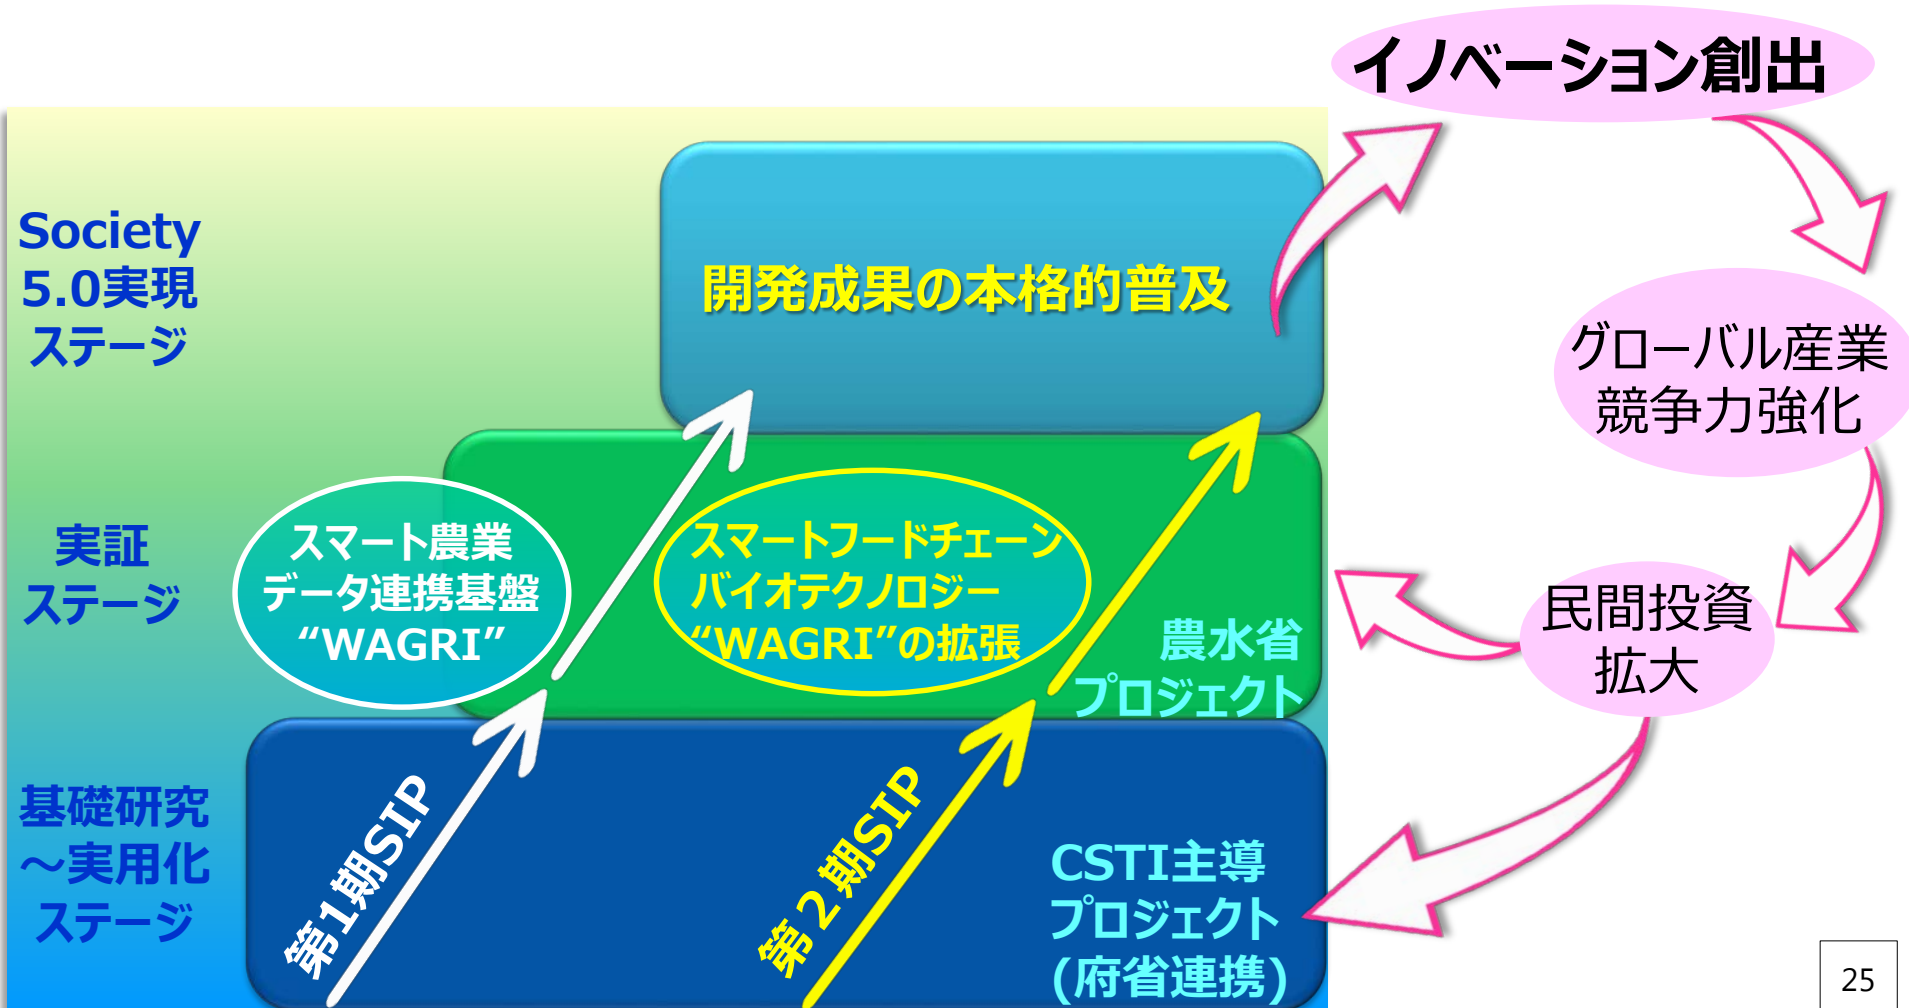 イノベーション創出
Society
5.0実現
ステージ
開発成果の本格的普及
グローバル産業
競争力強化
実証
ステージ
スマート農業
データ連携基盤
“WAGRI”
スマートフードチェーン
バイオテクノロジー
“WAGRI”の拡張
農水省
プロジェクト
民間投資
拡大
基礎研究
～実用化
ステージ
第1期SIP
第２期SIP
CSTI主導
プロジェクト
(府省連携)
25